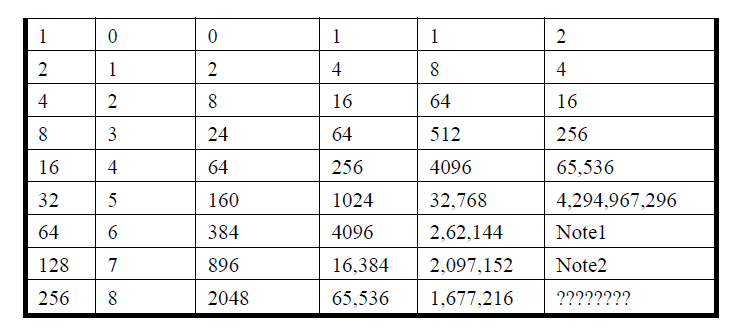 1 0 0 1 1 2
2 1 2 4 8 4
4 2 8 16 64 16
8 3 24 64 512 256
16 4 64 256 4096 65,536
32 5 160 1024 32,768 4,294,967,296
64 6 384 4096 2,62,144 Note1
128 7 896 16,384 2,097,152 Note2
256 8 2048 65,536 1,677,216 ????????